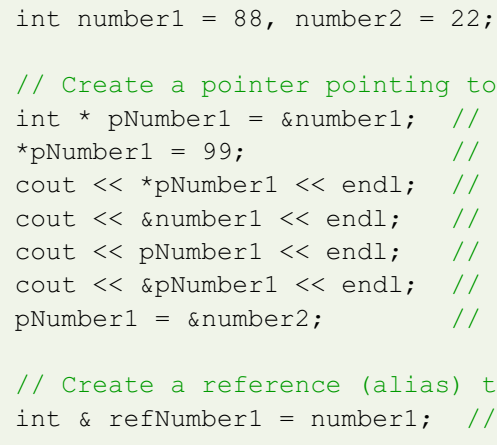 int number1 = 88, number2 = 22;
// Create a pointer pointing to
int * pNumber1 = &number1; //
*pNumber1 = 99; //
cout << *pNumber1 << endl; //
cout << &number1 << endl; //
cout << pNumber1 << endl; //
cout << &pNumber1 << endl; //
pNumber1 = &number2; //
// Create a reference (alias) t
int & refNumber1 = number1; //